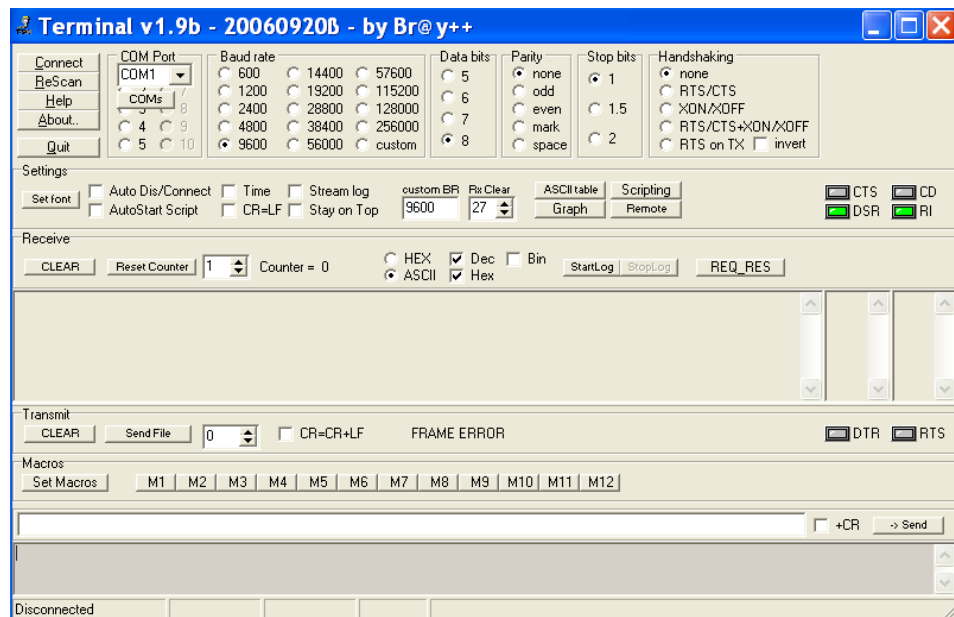 Terminal v1.9b - 20060920ß - by Br@y++
Connect
ReScan
Help
About..
Quit
COM Port
COM1
COMs
4 9
5 10
Baud rate
600 14400 57600
1200 19200 115200
2400 28800 128000
4800 38400 256000
9600 56000 custom
Data bits
5
6
7
8
Parity
none
odd
even
mark
space
Stop bits
1
1.5
2
Handshaking
none
RTS/CTS
XON/XOFF
RTS/CTS+XON/XOFF
RTS on TX invert
Settings
Set font
Auto Dis/Connect Time Stream log
AutoStart Script CR=LF Stay on Top
custom BR Rx Clear
9600 27
ASCII table Scripting
Graph Remote
CTS CD
DSR RI
Receive
CLEAR Reset Counter 1 Counter = 0
HEX Dec Bin
ASCII Hex
StartLog StopLog REQ_RES
Transmit
CLEAR Send File 0 CR=CR+LF FRAME ERROR DTR RTS
Macros
Set Macros M1 M2 M3 M4 M5 M6 M7 M8 M9 M10 M11 M12
+CR -> Send
Disconnected